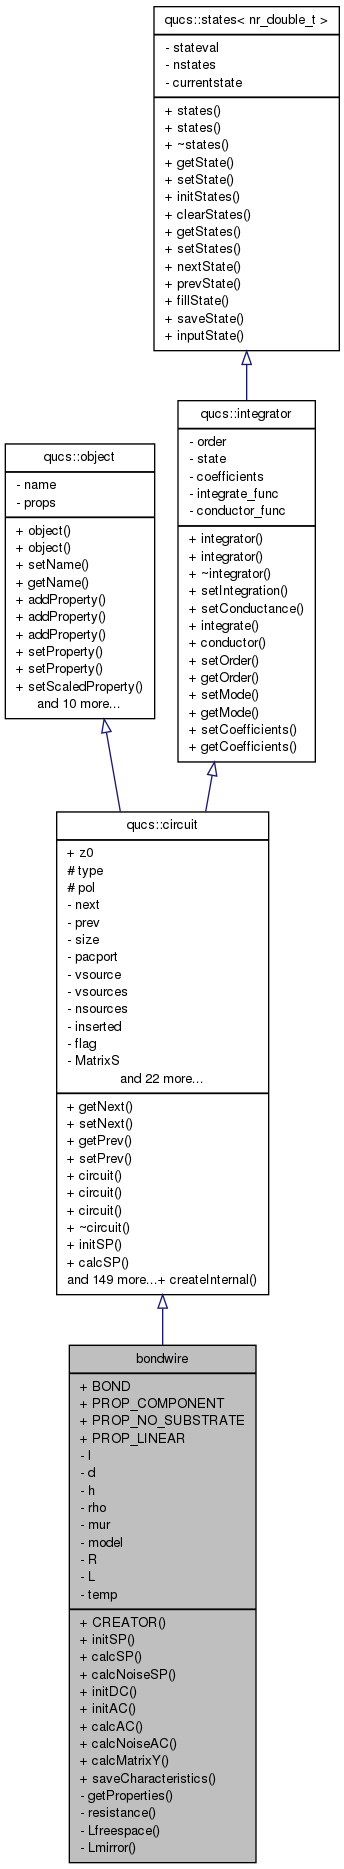 qucs::states< nr_double_t >
- stateval
- nstates
- currentstate
+ states()
+ states()
+ ~states()
+ getState()
+ setState()
+ initStates()
+ clearStates()
+ getStates()
+ setStates()
+ nextState()
+ prevState()
+ fillState()
+ saveState()
+ inputState()
qucs::integrator
- order
- state
- coefficients
- integrate_func
- conductor_func
+ integrator()
+ integrator()
+ ~integrator()
+ setIntegration()
+ setConductance()
+ integrate()
+ conductor()
+ setOrder()
+ getOrder()
+ setMode()
+ getMode()
+ setCoefficients()
+ getCoefficients()
qucs::object
- name
- props
+ object()
+ object()
+ setName()
+ getName()
+ addProperty()
+ addProperty()
+ addProperty()
+ setProperty()
+ setProperty()
+ setScaledProperty()
and 10 more...
qucs::circuit
+ z0
# type
# pol
- next
- prev
- size
- pacport
- vsource
- vsources
- nsources
- inserted
- flag
- MatrixS
and 22 more...
+ getNext()
+ setNext()
+ getPrev()
+ setPrev()
+ circuit()
+ circuit()
+ circuit()
+ ~circuit()
+ initSP()
+ calcSP()
and 149 more...+ createInternal()
bondwire
+ BOND
+ PROP_COMPONENT
+ PROP_NO_SUBSTRATE
+ PROP_LINEAR
- l
- d
- h
- rho
- mur
- model
- R
- L
- temp
+ CREATOR()
+ initSP()
+ calcSP()
+ calcNoiseSP()
+ initDC()
+ initAC()
+ calcAC()
+ calcNoiseAC()
+ calcMatrixY()
+ saveCharacteristics()
- getProperties()
- resistance()
- Lfreespace()
- Lmirror()